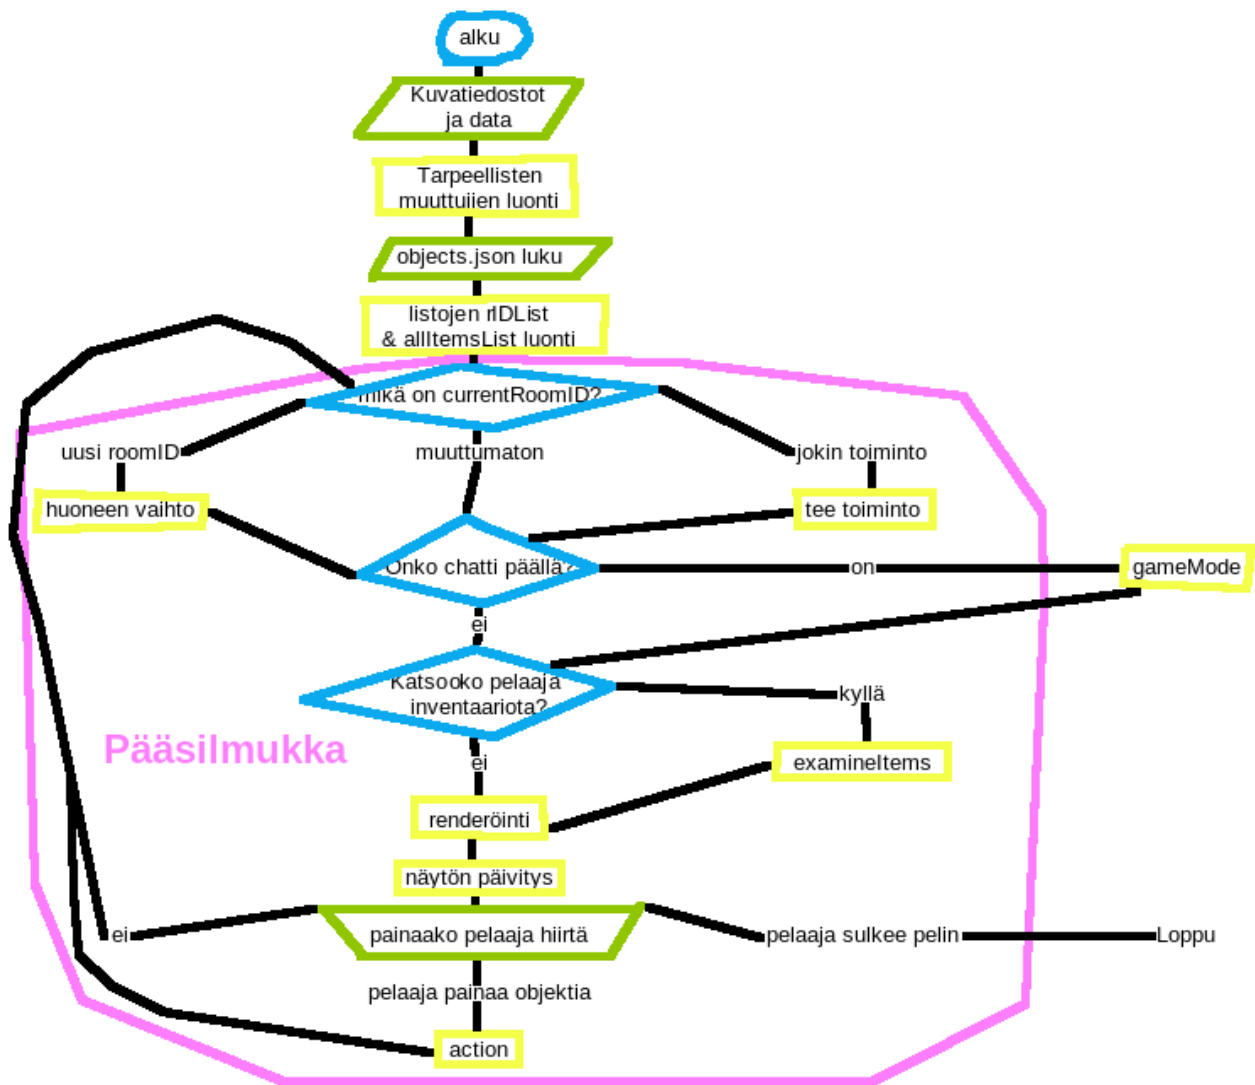 alku
Kuvatiedostot
ja data
Tarpeellisten
muuttujien luonti
objects.json luku
listojen rIDList
& allItemsList luonti
mikä on currentRoomID?
uusi roomID
muuttumaton
jokin toiminto
huoneen vaihto
tee toiminto
Onko chatti päällä?
on
gameMode
ei
Katsooko pelaaja
inventaariota?
kyllä
Pääsilmukka
ei
examineItems
renderöinti
näytön päivitys
ei
painaako pelaaja hiirtä
pelaaja sulkee pelin
Loppu
pelaaja painaa objektia
action